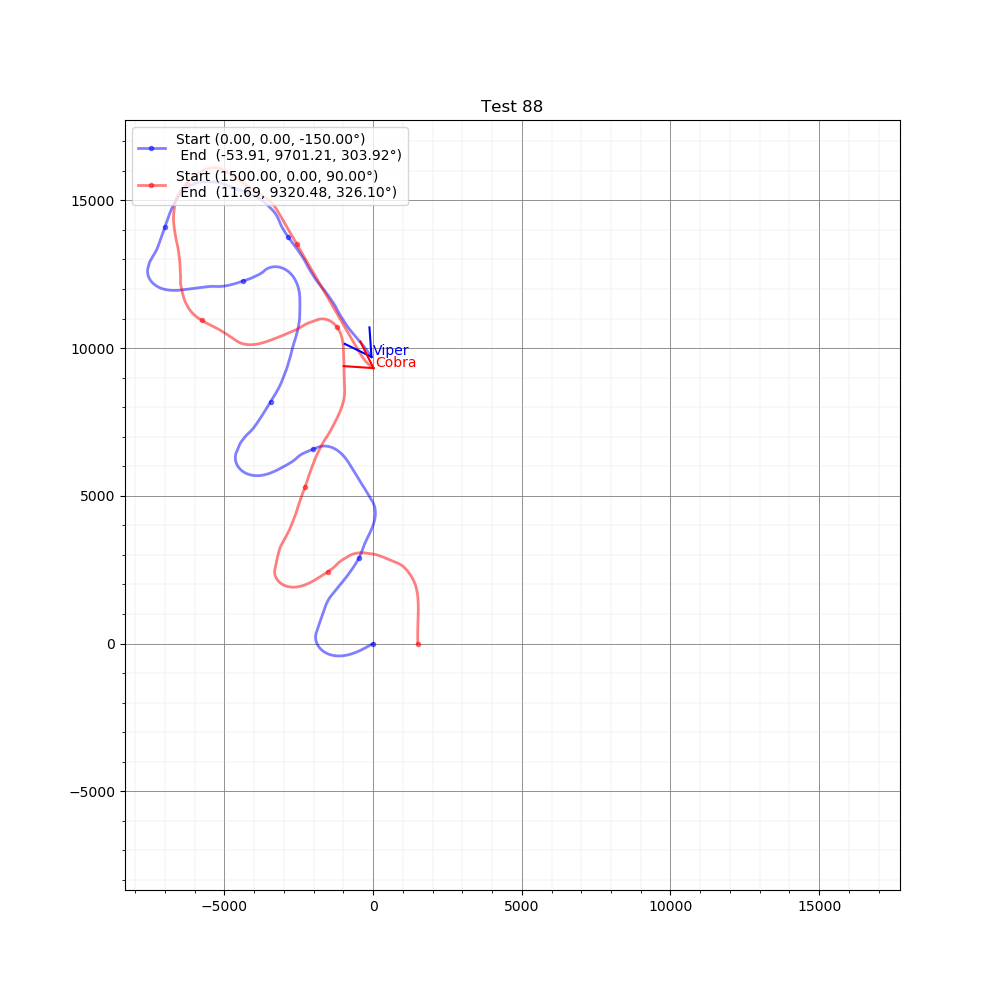 Test 88
Start (0.00, 0.00, -150.00°)
End (-53.91, 9701.21, 303.92°)
Start (1500.00, 0.00, 90.00°)
End (11.69, 9320.48, 326.10°)
15000
10000
5000
0
−5000
Viper
Cobra
−5000 0 5000 10000 15000